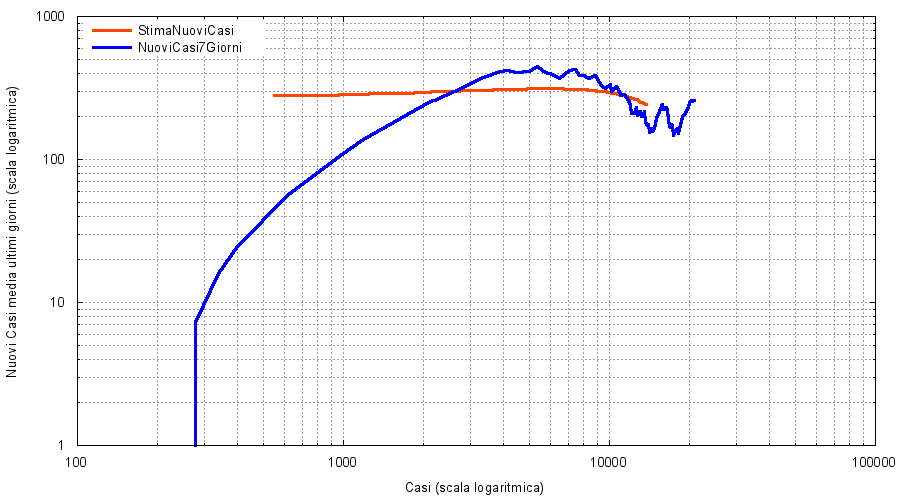 1000
StimaNuoviCasi
NuoviCasi7Giorni
100
10
1
Nuovi Casi media ultimi giorni (scala logaritmica)
100
1000
10000
100000
Casi (scala logaritmica)